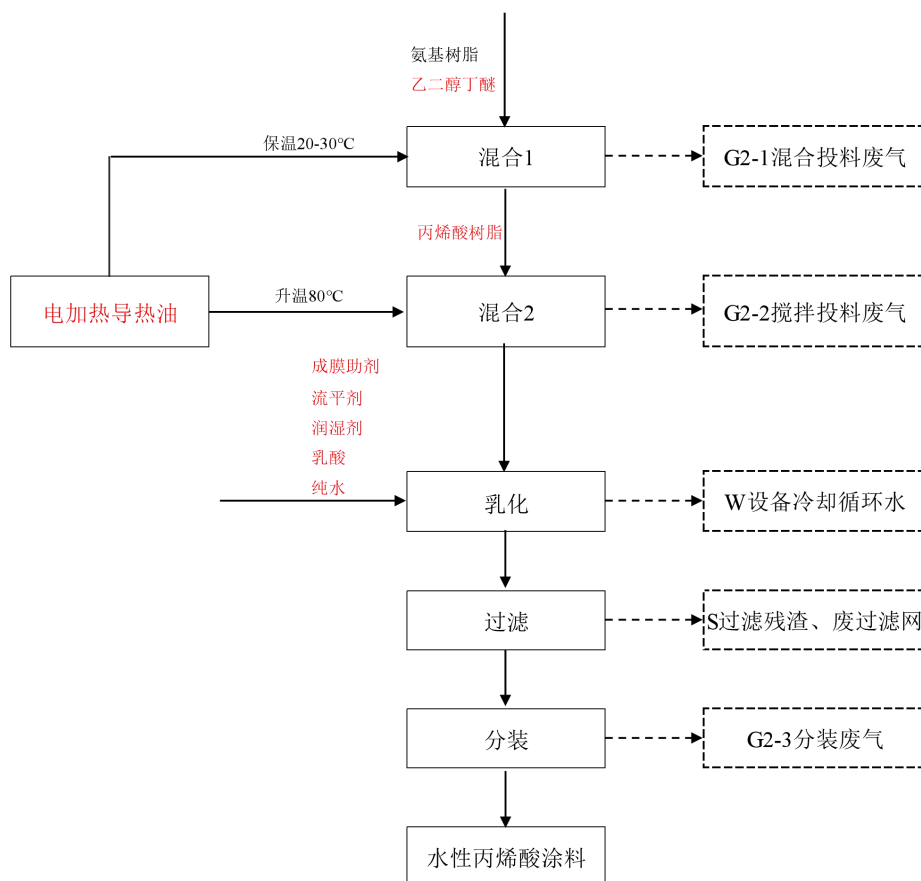 氨基树脂
乙二醇丁醚
保温20-30℃
混合1
G2-1混合投料废气
丙烯酸树脂
电加热导热油
升温80℃
混合2
G2-2搅拌投料废气
成膜助剂
流平剂
润湿剂
乳酸
纯水
乳化
W设备冷却循环水
过滤
S过滤残渣、废过滤网
分装
G2-3分装废气
水性丙烯酸涂料